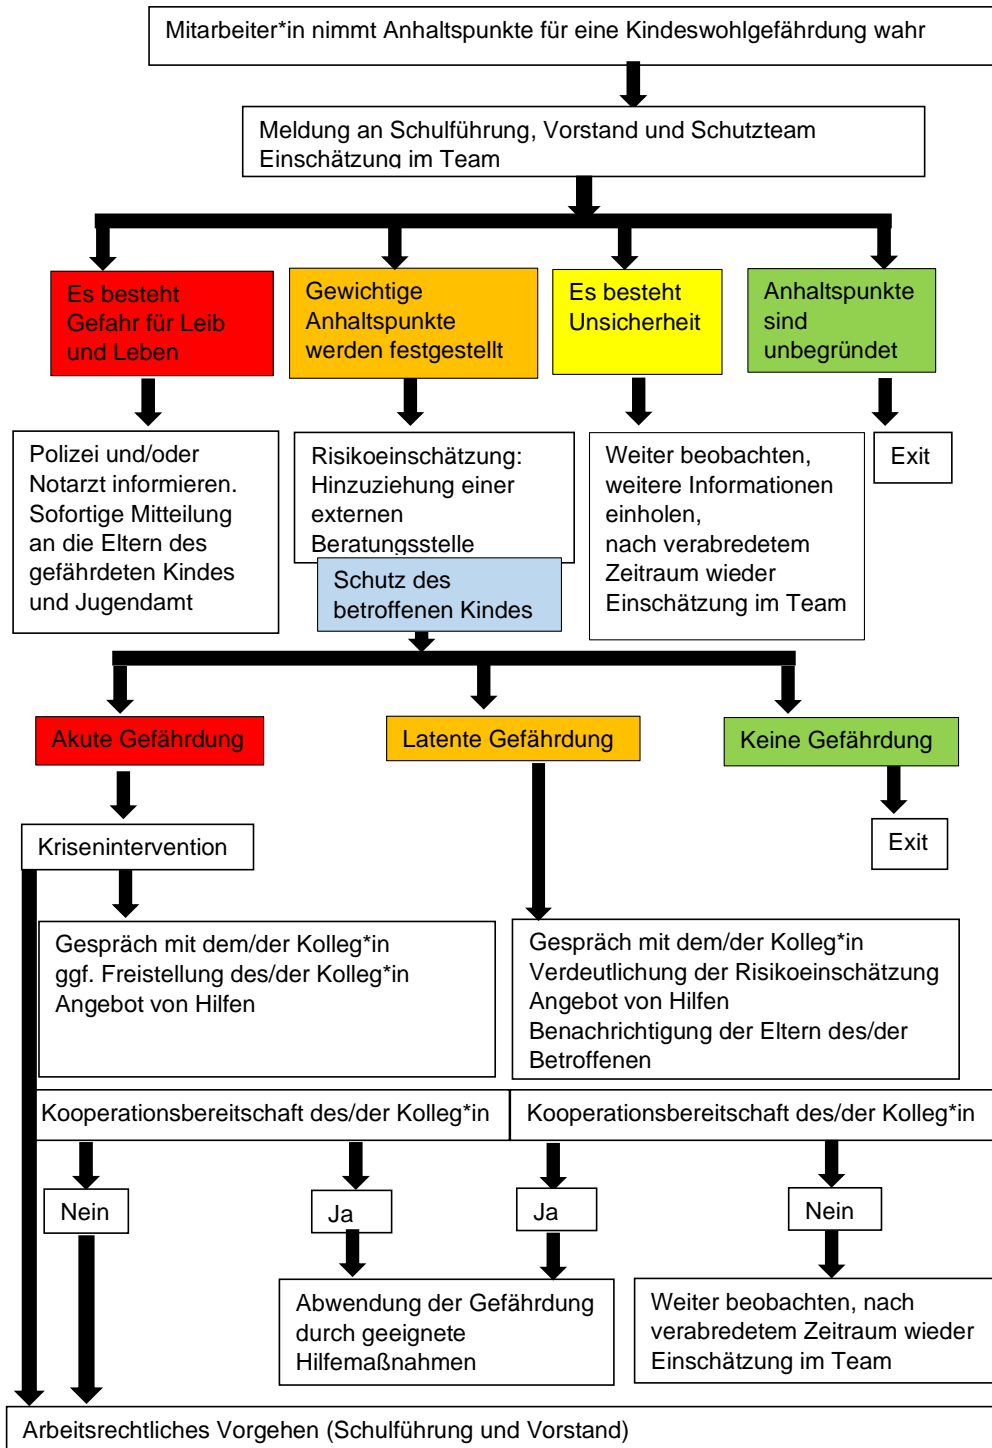 Mitarbeiter*in nimmt Anhaltspunkte für eine Kindeswohlgefährdung wahr
Meldung an Schulführung, Vorstand und Schutzteam
Einschätzung im Team
Es besteht
Gefahr für Leib
und Leben
Gewichtige
Anhaltspunkte
werden festgestellt
Es besteht
Unsicherheit
Anhaltspunkte
sind
unbegründet
Polizei und/oder
Notarzt informieren.
Sofortige Mitteilung
an die Eltern des
gefährdeten Kindes
und Jugendamt
Risikoeinschätzung:
Hinzuziehung einer
externen
Beratungsstelle
Weiter beobachten,
weitere Informationen
einholen,
nach verabredetem
Zeitraum wieder
Einschätzung im Team
Exit
Schutz des
betroffenen Kindes
Akute Gefährdung
Latente Gefährdung
Keine Gefährdung
Krisenintervention
Exit
Gespräch mit dem/der Kolleg*in
ggf. Freistellung des/der Kolleg*in
Angebot von Hilfen
Gespräch mit dem/der Kolleg*in
Verdeutlichung der Risikoeinschätzung
Angebot von Hilfen
Benachrichtigung der Eltern des/der
Betroffenen
Kooperationsbereitschaft des/der Kolleg*in
Kooperationsbereitschaft des/der Kolleg*in
Nein
Ja
Ja
Nein
Abwendung der Gefährdung
durch geeignete
Hilfemaßnahmen
Weiter beobachten, nach
verabredetem Zeitraum wieder
Einschätzung im Team
Arbeitsrechtliches Vorgehen (Schulführung und Vorstand)